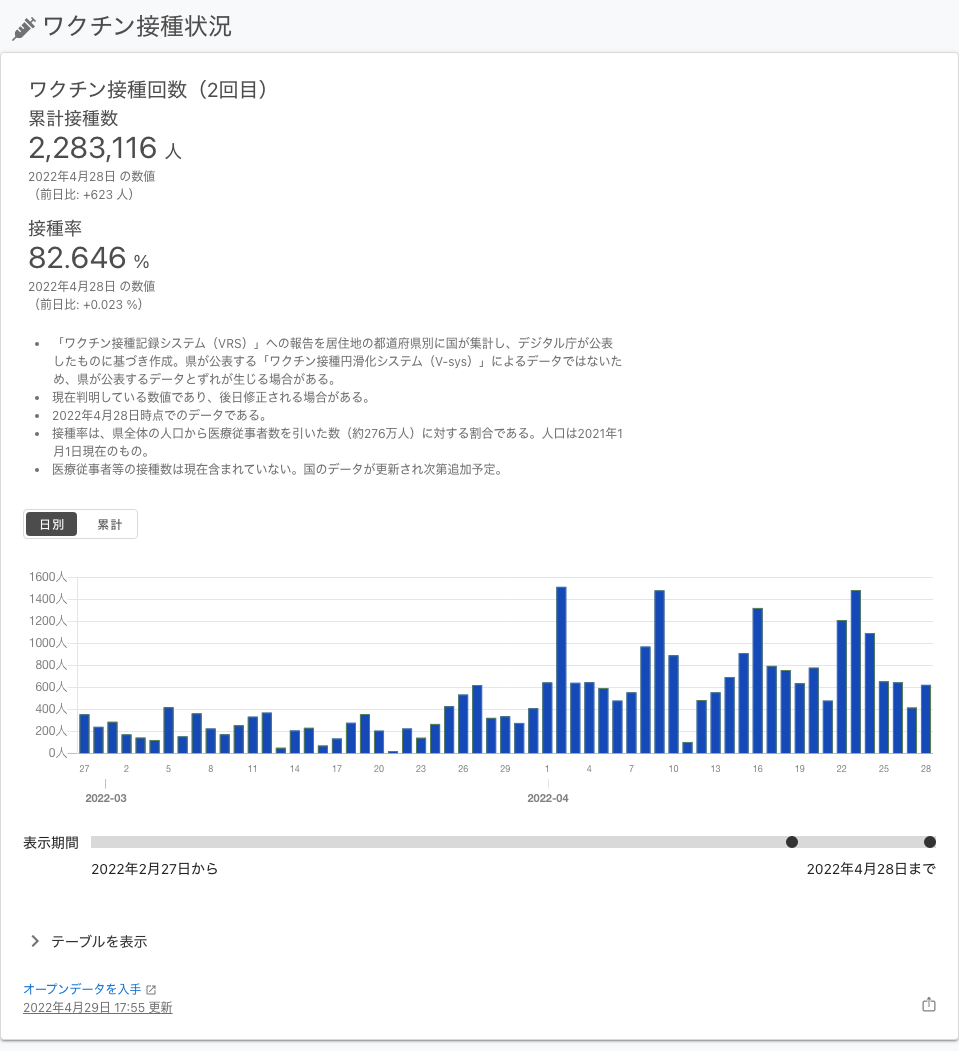 ワクチン接種状況
ワクチン接種回数（2回目）
累計接種数
2,283,116 人
2022年4月28日 の数値
（前日比: +623 人）
接種率
82.646 %
2022年4月28日 の数値
（前日比: +0.023 %）
• 「ワクチン接種記録システム（VRS）」への報告を居住地の都道府県別に国が集計し、デジタル庁が公表
したものに基づき作成。県が公表する「ワクチン接種円滑化システム（V-sys）」によるデータではないた
め、県が公表するデータとずれが生じる場合がある。
• 現在判明している数値であり、後日修正される場合がある。
• 2022年4月28日時点でのデータである。
• 接種率は、県全体の人口から医療従事者数を引いた数（約276万人）に対する割合である。人口は2021年1
月1日現在のもの。
• 医療従事者等の接種数は現在含まれていない。国のデータが更新され次第追加予定。
日別 累計
1600人
1400人
1200人
1000人
800人
600人
400人
200人
0人
27 2 5 8 11 14 17 20 23 26 29 1 4 7 10 13 16 19 22 25 28
2022-03 2022-04
表示期間
2022年2月27日から 2022年4月28日まで
テーブルを表示
オープンデータを入手
2022年4月29日 17:55 更新